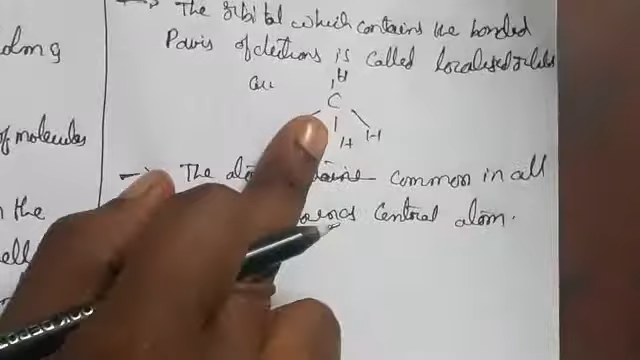 The orbital which contains the bonded
Pairs of elections is called localised orbitals
H
C
H
H
The common in all
Central atom.
olmg
of molecules
n the
ell